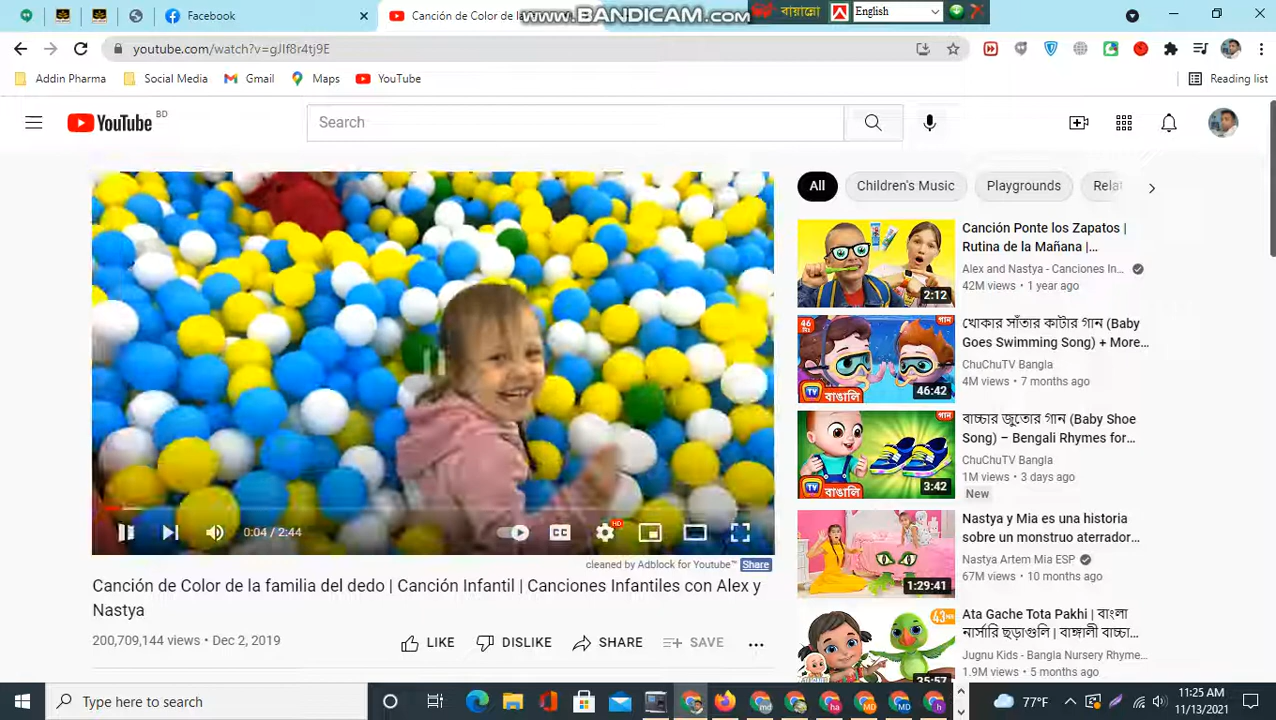 Facebook
Canción de Color de la
www.BANDICAM.com
বায়ান্নো
English
youtube.com/watch?v=gJIf8r4tj9E
Addin Pharma
Social Media
Gmail
Maps
YouTube
Reading list
YouTube BD
Search
All
Children's Music
Playgrounds
Relat
2:12
Canción Ponte los Zapatos |
Rutina de la Mañana |...
Alex and Nastya - Canciones In...
42M views • 1 year ago
46 মিঃ
গান
TV বাঙালি
46:42
খোকার সাঁতার কাটার গান (Baby
Goes Swimming Song) + More...
ChuChuTV Bangla
4M views • 7 months ago
গান
TV বাঙালি
3:42
বাচ্চার জুতোর গান (Baby Shoe
Song) – Bengali Rhymes for...
ChuChuTV Bangla
1M views • 3 days ago
New
1:29:41
Nastya y Mia es una historia
sobre un monstruo aterrador...
Nastya Artem Mia ESP
67M views • 10 months ago
35:57
Ata Gache Tota Pakhi | বাংলা
নার্সারি ছড়াগুলি | বাঙ্গালী বাচ্চা...
Jugnu Kids - Bangla Nursery Rhyme...
1.9M views • 5 months ago
0:04 / 2:44
CC
HD
cleaned by Adblock for Youtube™ Share
Canción de Color de la familia del dedo | Canción Infantil | Canciones Infantiles con Alex y
Nastya
200,709,144 views • Dec 2, 2019
LIKE
DISLIKE
SHARE
SAVE
Type here to search
77°F
11:25 AM
11/13/2021